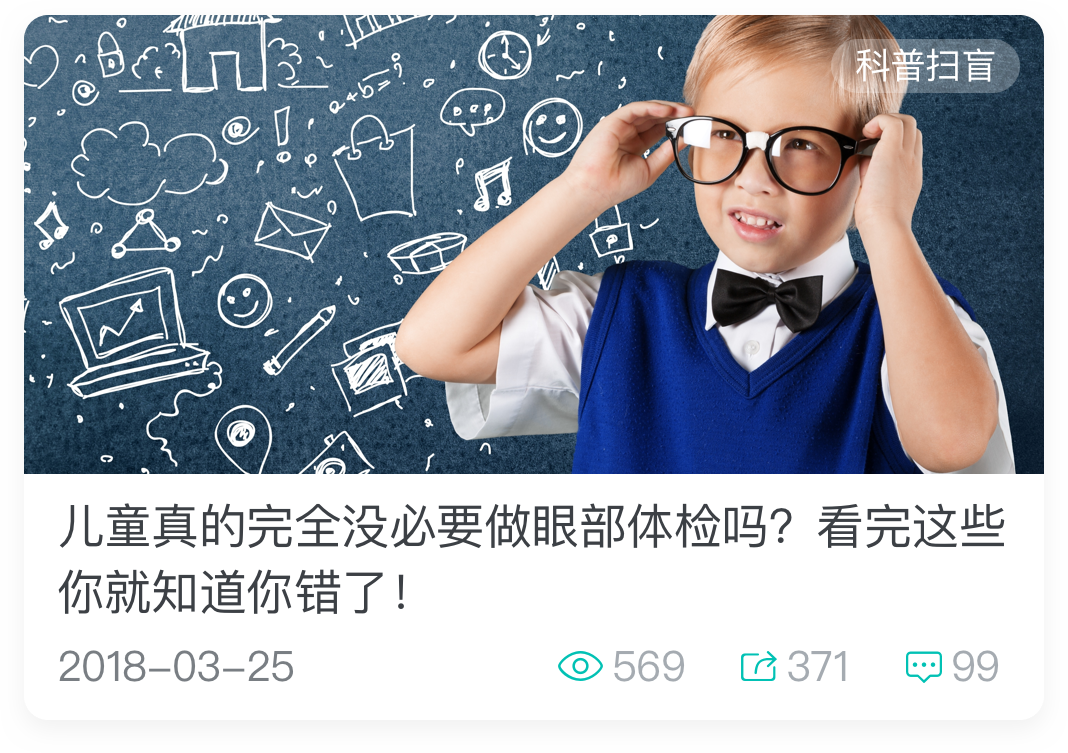 科普扫盲
a+b=c
儿童真的完全没必要做眼部体检吗？看完这些
你就知道你错了！
2018-03-25 569 371 99